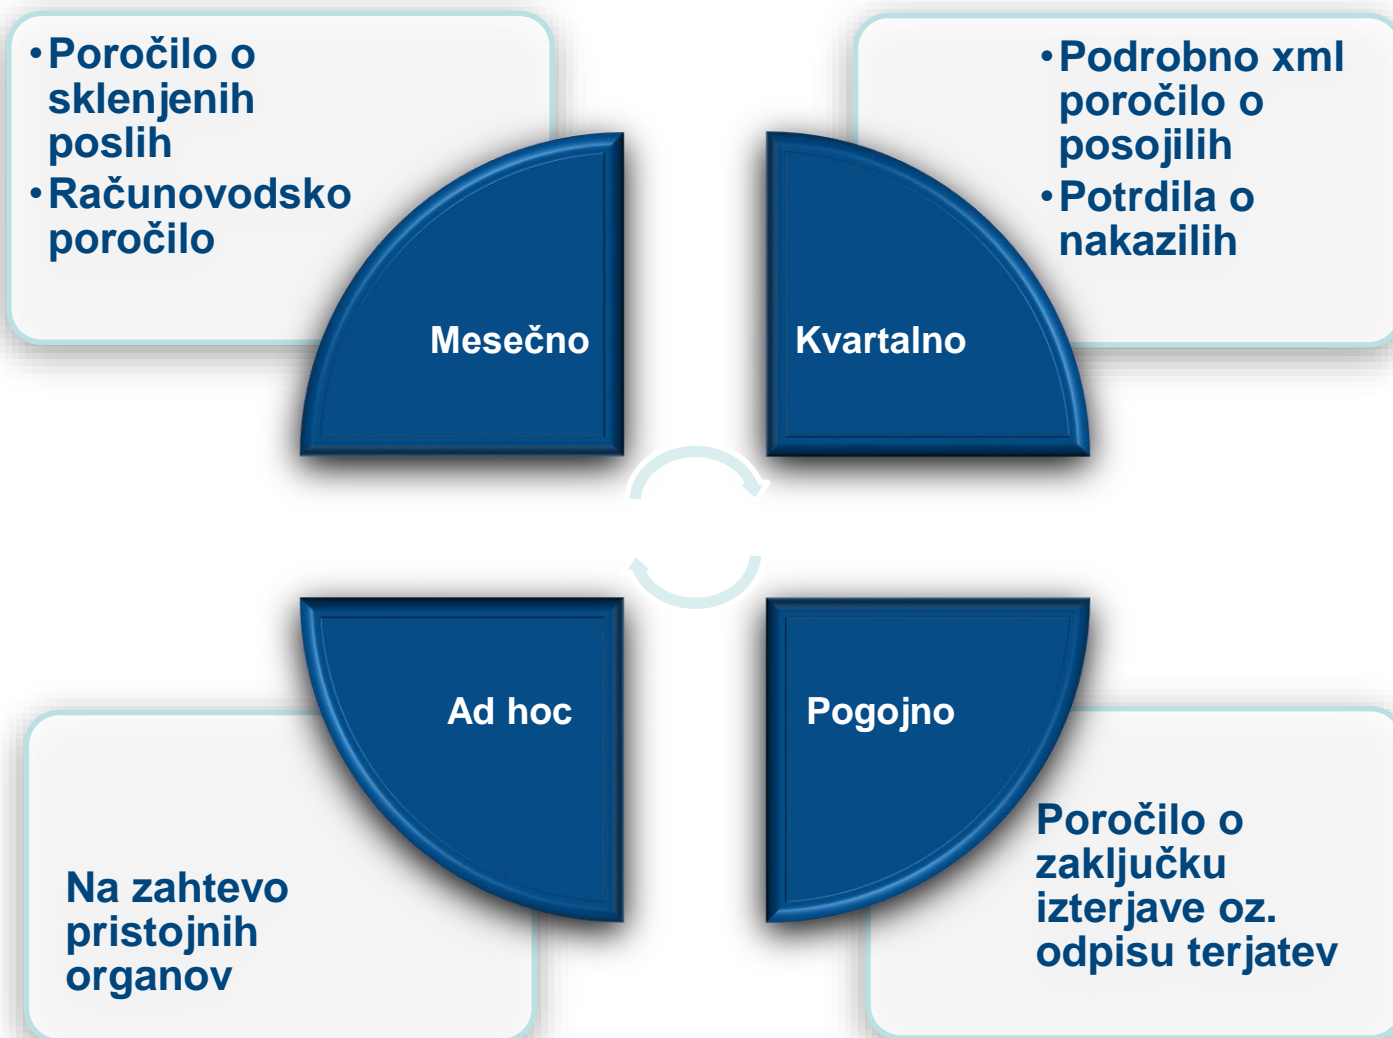 •Poročilo o
sklenjenih
poslih
•Računovodsko
poročilo
Mesečno
•Podrobno xml
poročilo o
posojilih
•Potrdila o
nakazilih
Kvartalno
Ad hoc
Na zahtevo
pristojnih
organov
Pogojno
Poročilo o
zaključku
izterjave oz.
odpisu terjatev